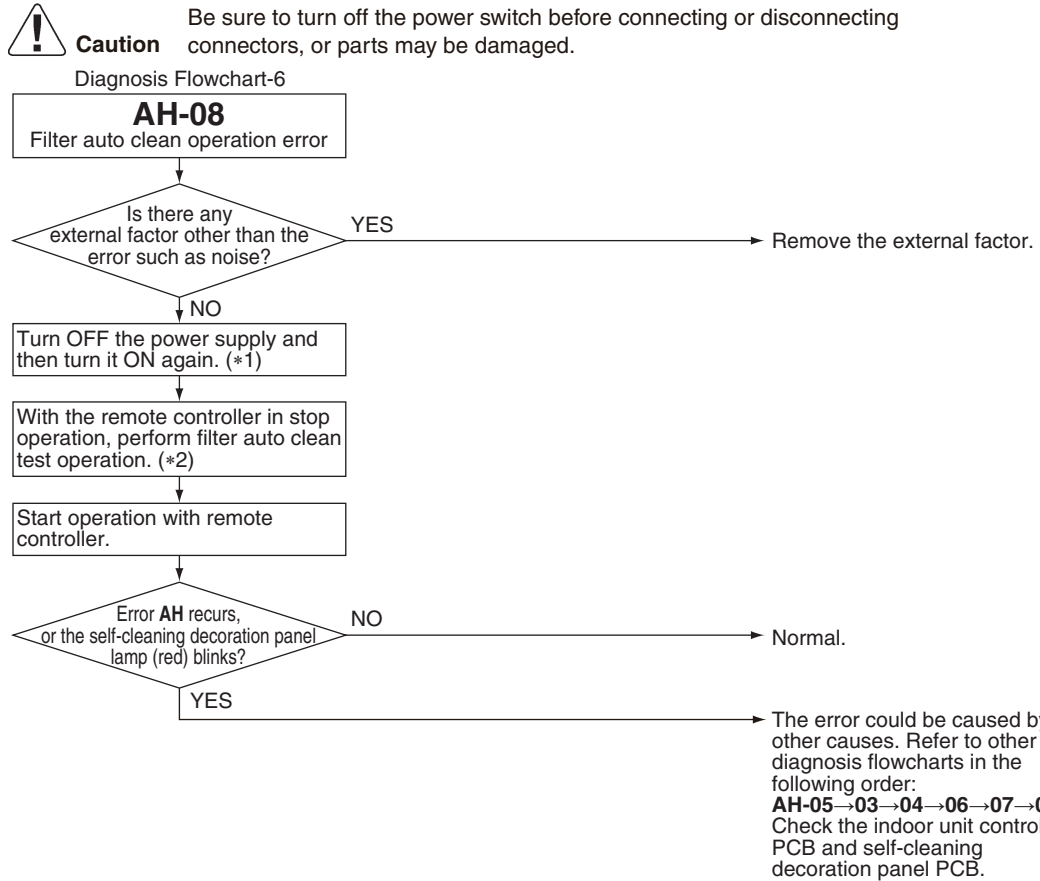 Be sure to turn off the power switch before connecting or disconnecting
Caution connectors, or parts may be damaged.
Diagnosis Flowchart-6
AH-08
Filter auto clean operation error
Is there any
external factor other than the
error such as noise?
YES
Remove the external factor.
NO
Turn OFF the power supply and
then turn it ON again. (*1)
With the remote controller in stop
operation, perform filter auto clean
test operation. (*2)
Start operation with remote
controller.
Error AH recurs,
or the self-cleaning decoration panel
lamp (red) blinks?
NO
Normal.
YES
The error could be caused
other causes. Refer to other
diagnosis flowcharts in the
following order:
AH-05→03→04→06→07→
Check the indoor unit
PCB and self-cleaning
decoration panel PCB.